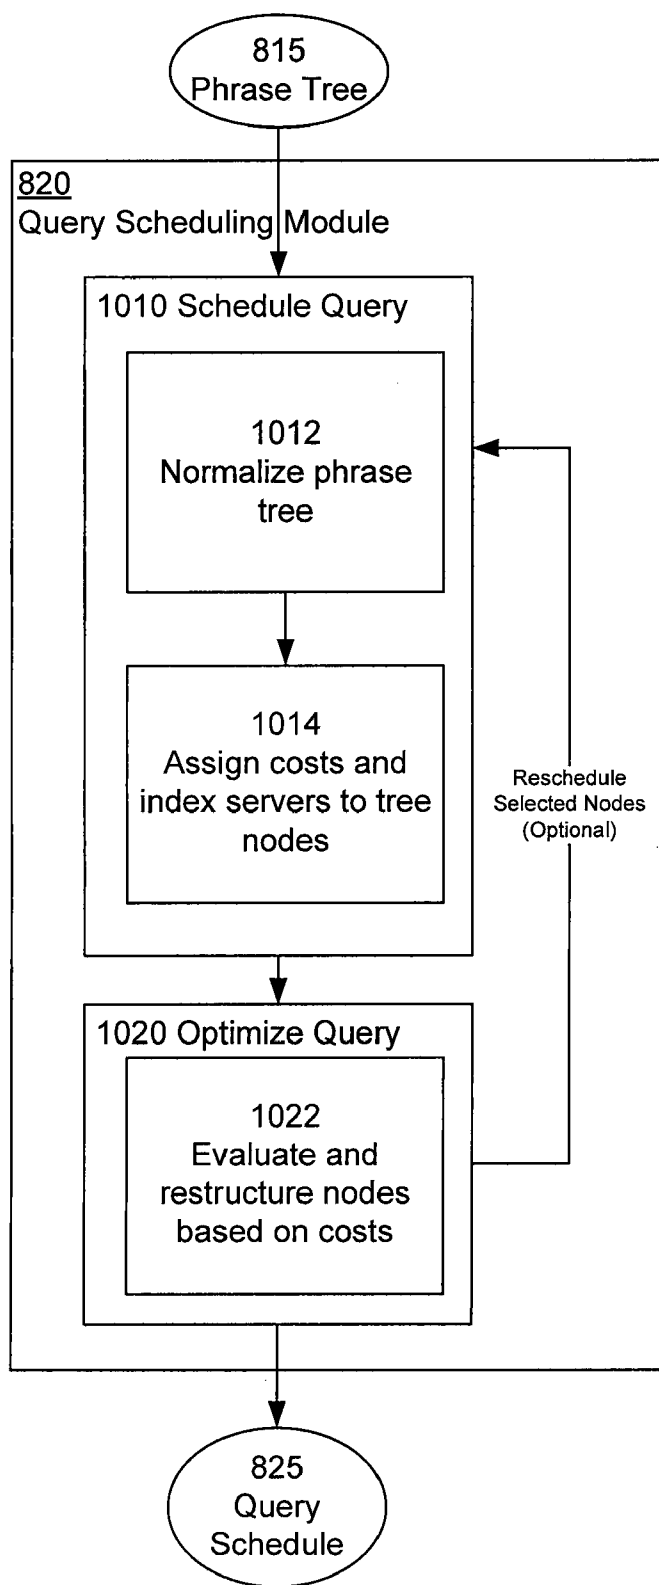 815
Phrase Tree
820
Query Scheduling Module
1010 Schedule Query
1012
Normalize phrase
tree
1014
Assign costs and
index servers to tree
nodes
Reschedule
Selected Nodes
(Optional)
1020 Optimize Query
1022
Evaluate and
restructure nodes
based on costs
825
Query
Schedule